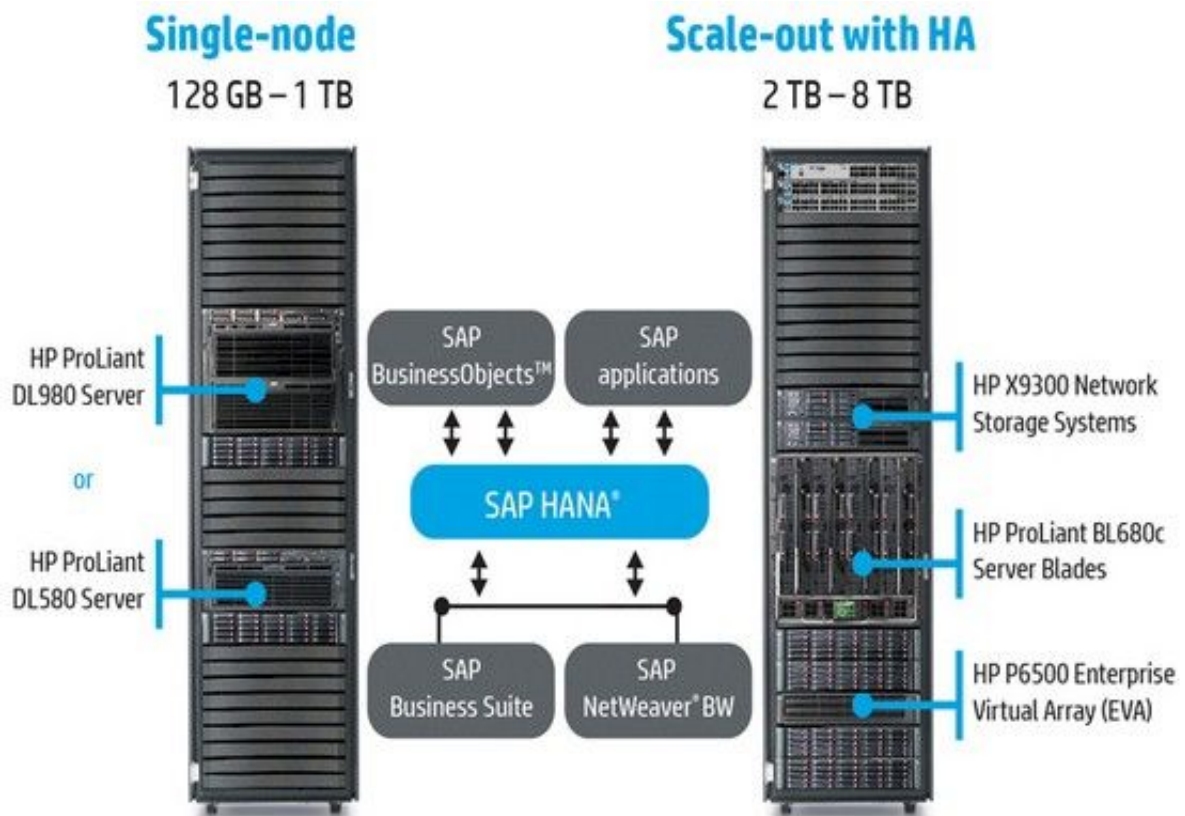 Single-node
128 GB – 1 TB
Scale-out with HA
2 TB – 8 TB
HP ProLiant
DL980 Server
or
HP ProLiant
DL580 Server
SAP
BusinessObjects™
SAP
applications
SAP HANA®
SAP
Business Suite
SAP
NetWeaver® BW
HP X9300 Network
Storage Systems
HP ProLiant BL680c
Server Blades
HP P6500 Enterprise
Virtual Array (EVA)